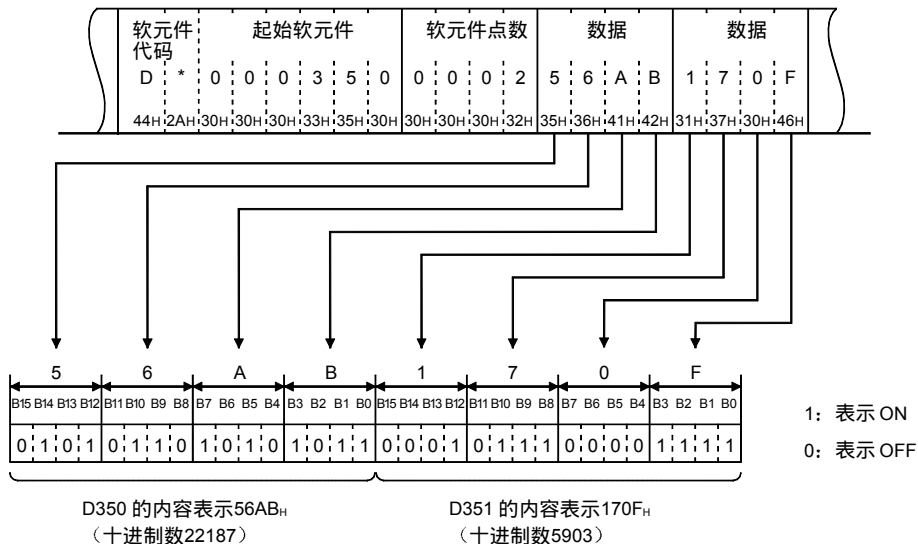 软元件代码 起始软元件 软元件点数 数据 数据
D * 0 0 0 3 5 0 0 0 0 2 5 6 A B 1 7 0 F
44H 2AH 30H 30H 30H 33H 35H 30H 30H 30H 30H 32H 35H 36H 41H 42H 31H 37H 30H 46H
5 6 A B 1 7 0 F
B15 B14 B13 B12 B11 B10 B9 B8 B7 B6 B5 B4 B3 B2 B1 B0 B15 B14 B13 B12 B11 B10 B9 B8 B7 B6 B5 B4 B3 B2 B1 B0
0 1 0 1 0 1 1 0 1 0 1 0 1 0 1 1 0 0 0 1 0 1 1 1 0 0 0 0 1 1 1 1
1：表示 ON
0：表示 OFF
D350 的内容表示56ABH
（十进制数22187）
D351 的内容表示170FH
（十进制数5903）